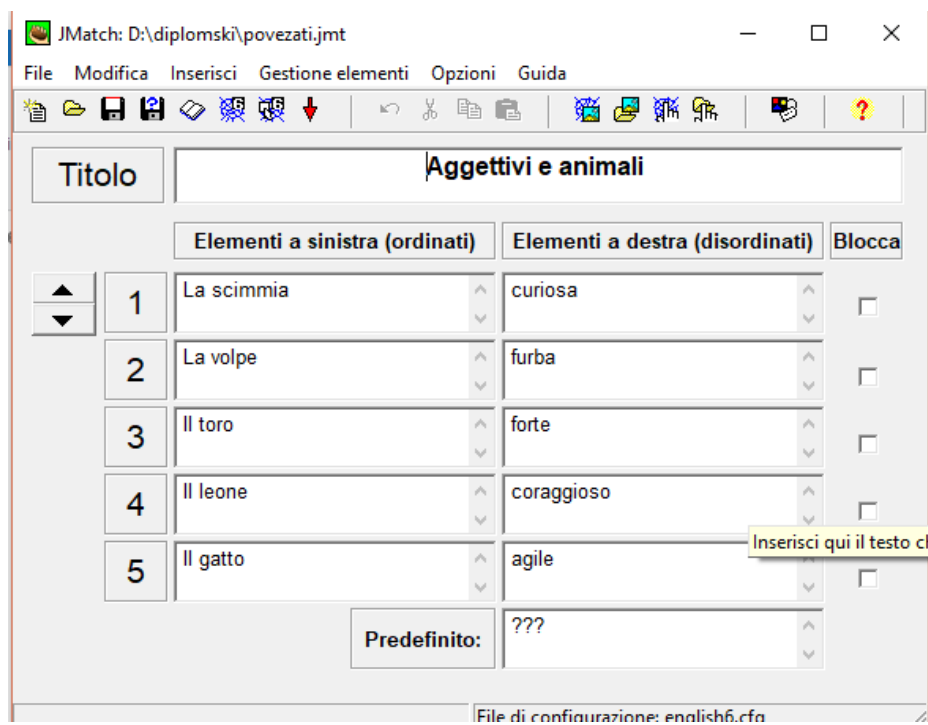 JMatch: D:\diplomski\povezati.jmt
File Modifica Inserisci Gestione elementi Opzioni Guida
Titolo Aggettivi e animali
Elementi a sinistra (ordinati) Elementi a destra (disordinati) Blocca
1 La scimmia curiosa
2 La volpe furba
3 Il toro forte
4 Il leone coraggioso
Inserisci qui il testo
5 Il gatto agile
Predefinito: ???
File di configurazione: english6.cfg